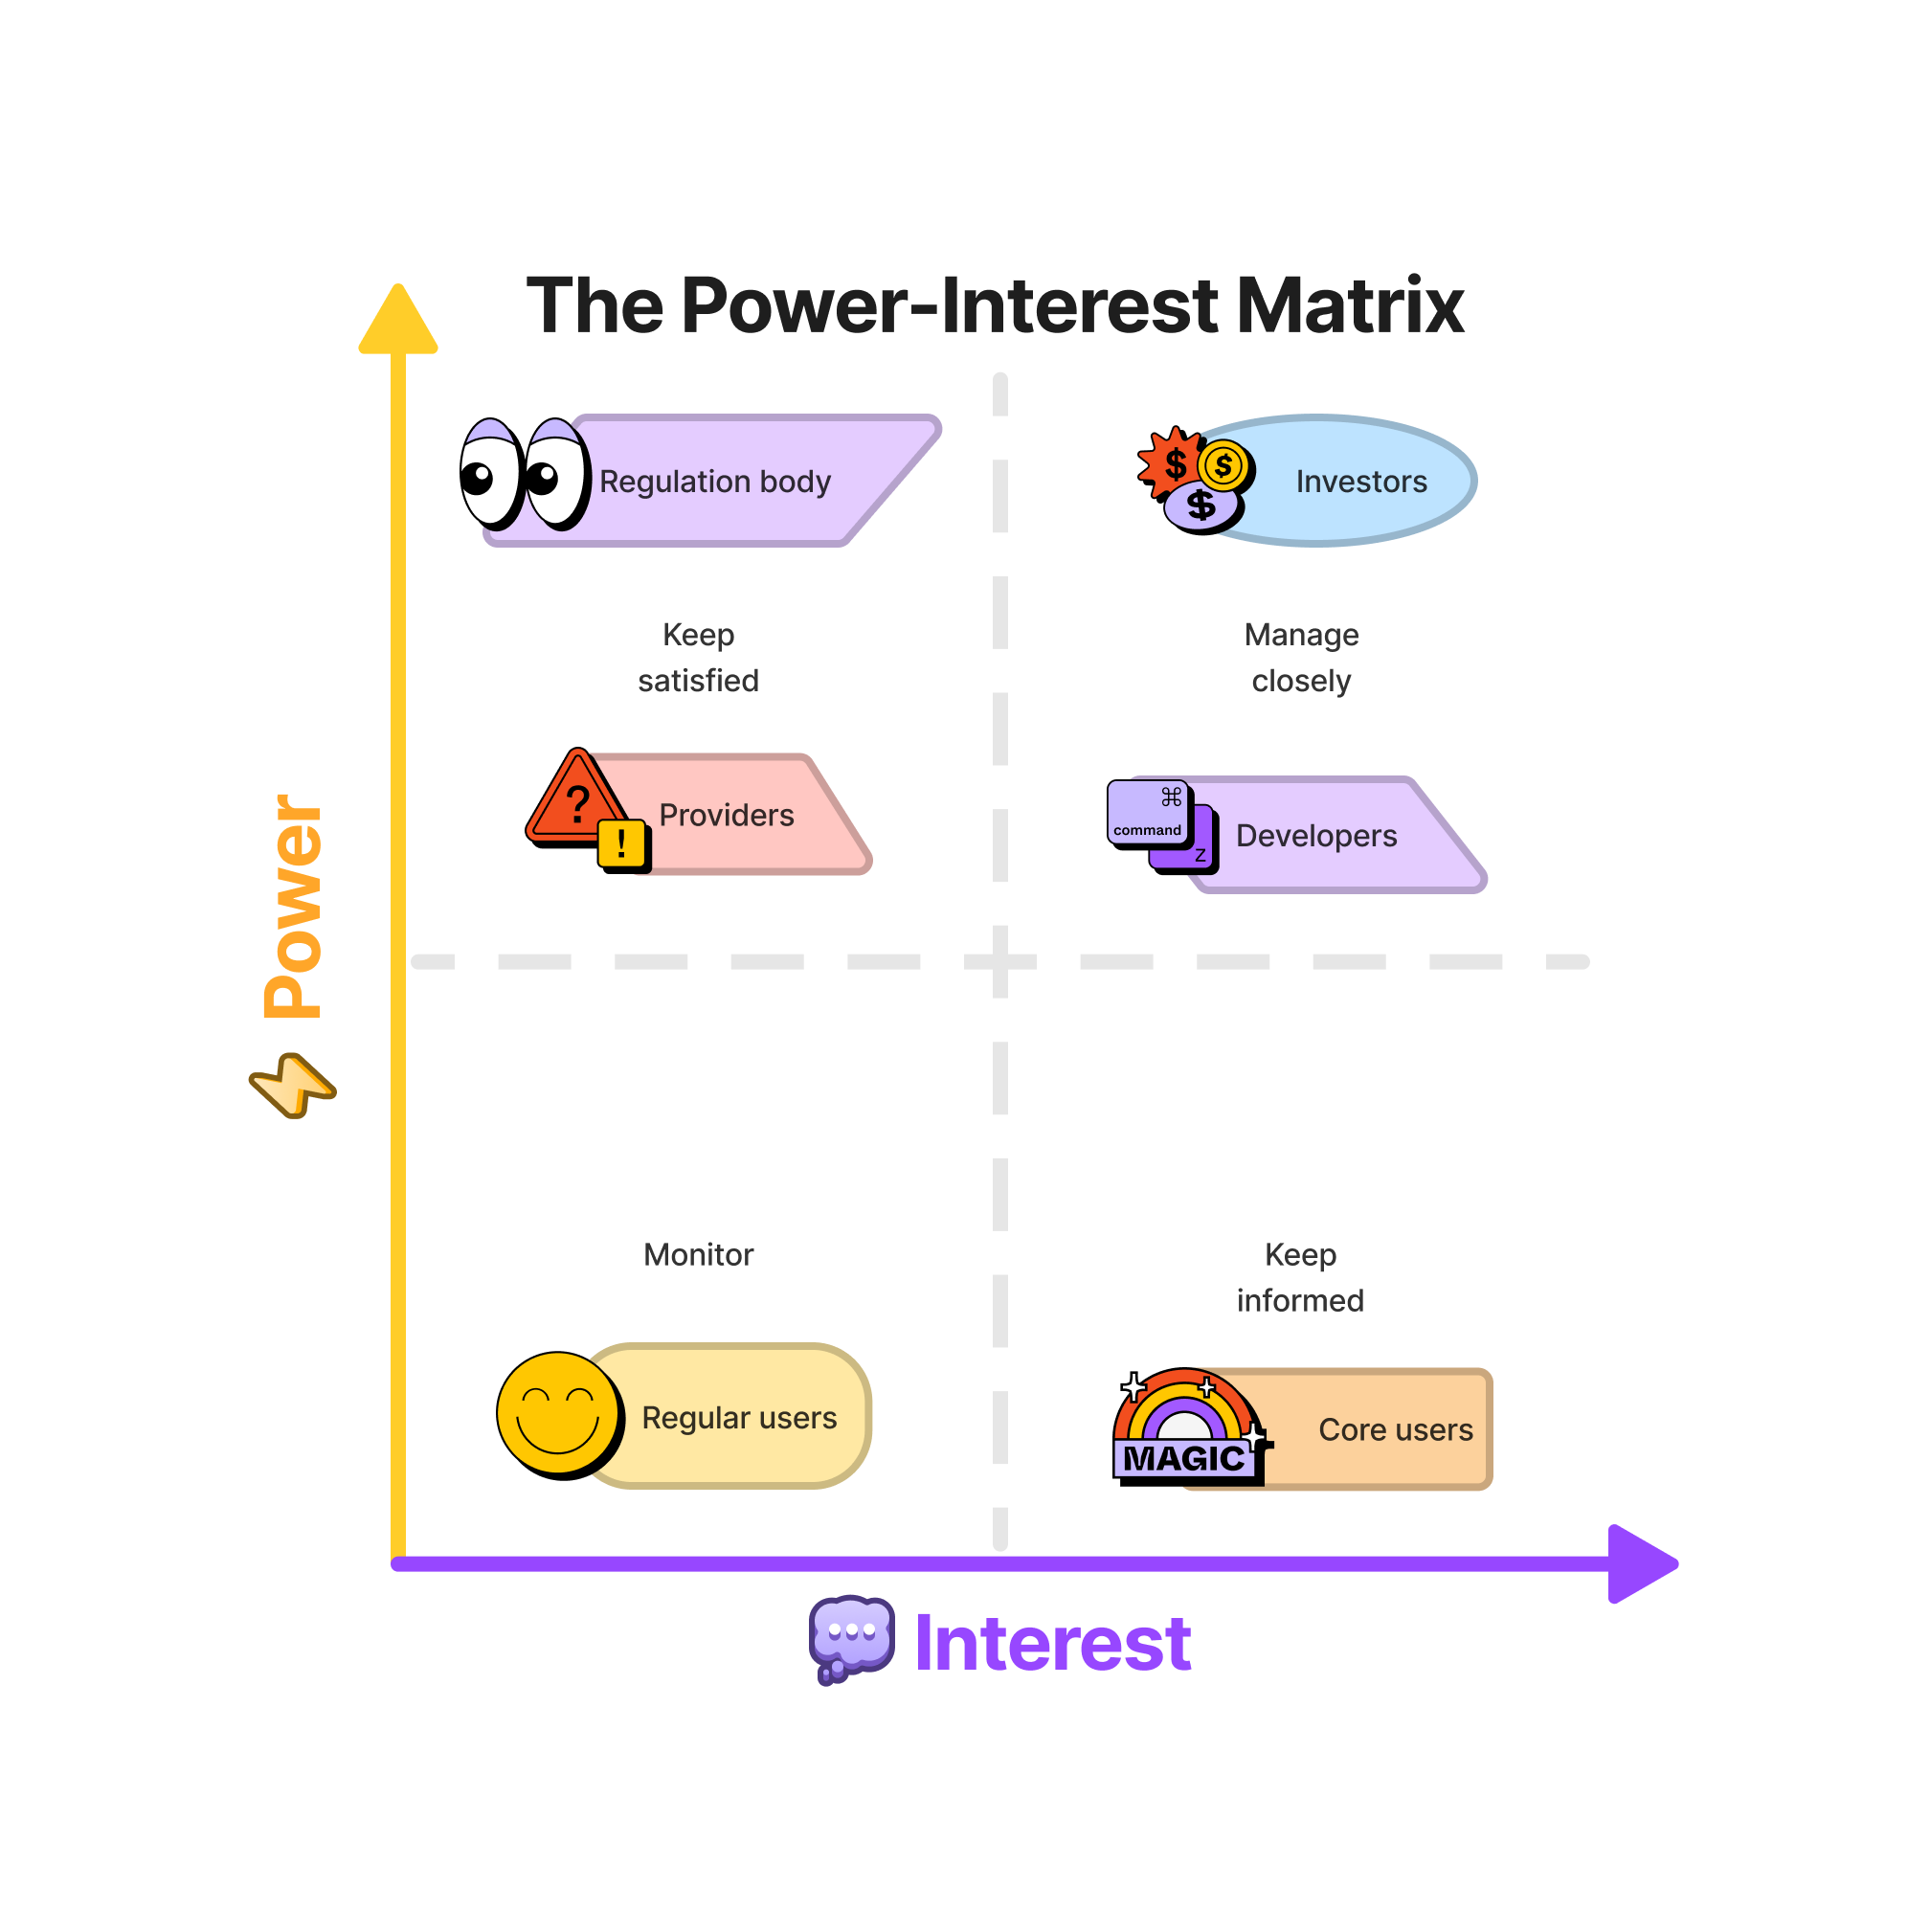 The Power-Interest Matrix
Regulation body
$
$
$
Investors
Keep
satisfied
Manage
closely
?
!
Providers
⌘
command
Z
Developers
Power
Monitor
Keep
informed
Regular users
MAGIC
Core users
Interest